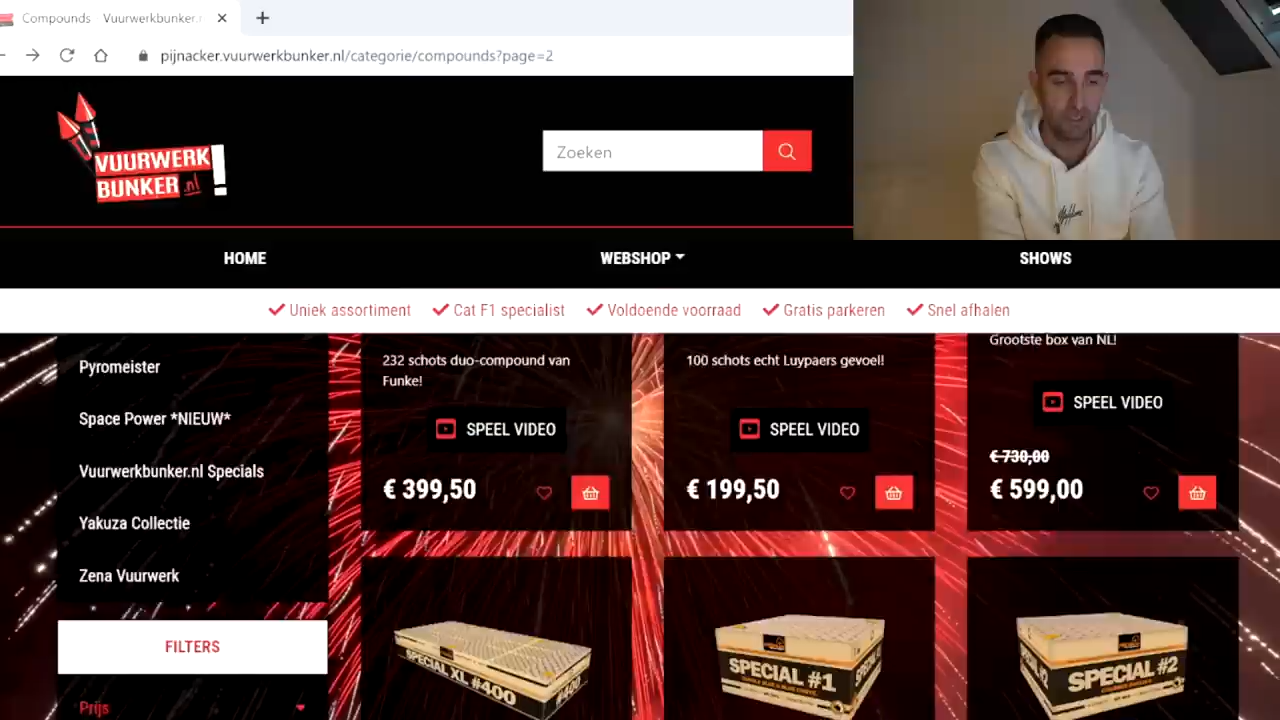 Compounds Vuurwerkbunker.n
pijnacker.vuurwerkbunker.nl/categorie/compounds?page=2
VUURWERK
BUNKER.nl!
Zoeken
HOME
WEBSHOP
SHOWS
Uniek assortiment
Cat F1 specialist
Voldoende voorraad
Gratis parkeren
Snel afhalen
Pyromeister
Space Power *NIEUW*
Vuurwerkbunker.nl Specials
Yakuza Collectie
Zena Vuurwerk
FILTERS
Prijs
232 schots duo-compound van
Funke!
SPEEL VIDEO
€ 399,50
100 schots echt Luypaers gevoel!
SPEEL VIDEO
€ 199,50
Grootste box van NL!
SPEEL VIDEO
€ 730,00
€ 599,00
SPECIAL XL #400
#400
SPECIAL #1
SPECIAL #2